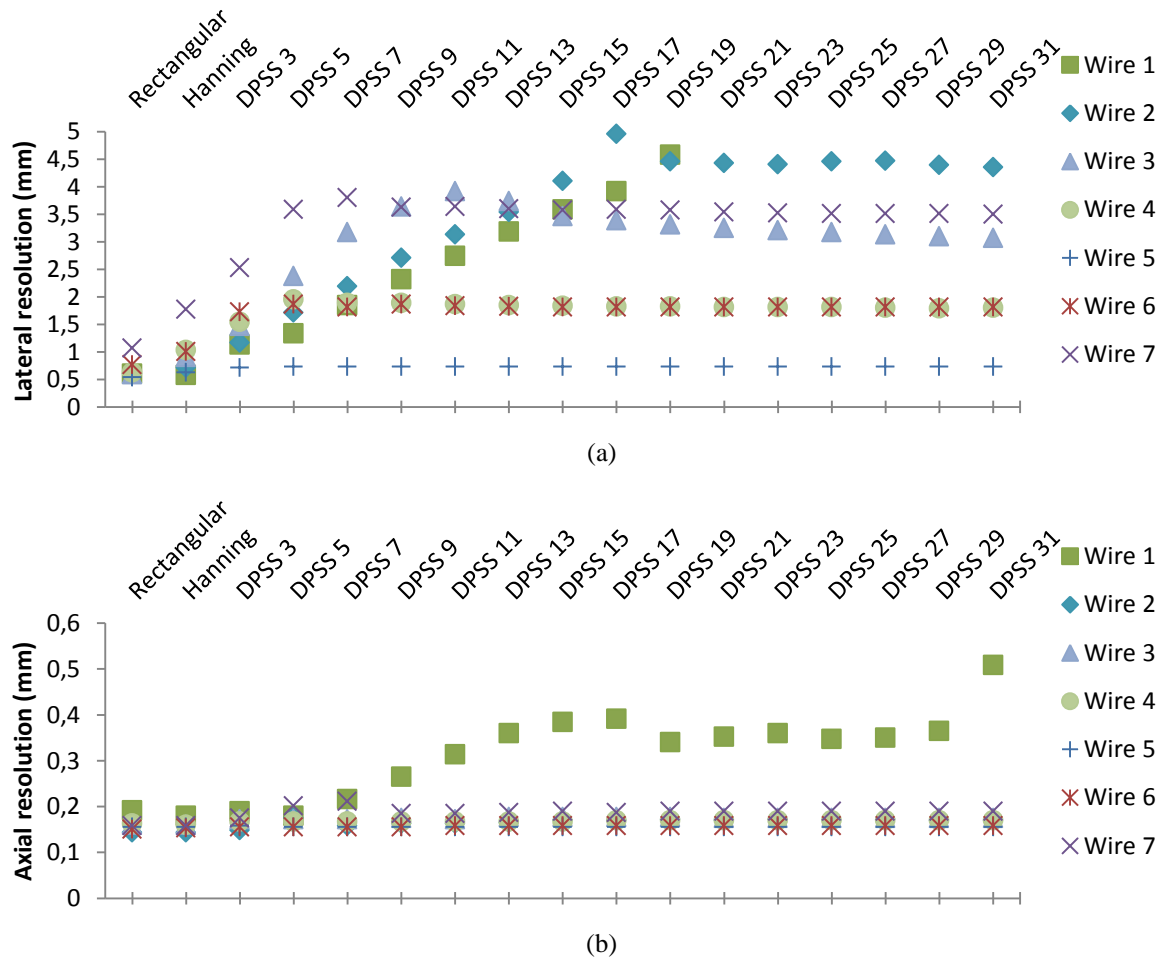 Rectangular
Hanning
DPSS 3
DPSS 5
DPSS 7
DPSS 9
DPSS 11
DPSS 13
DPSS 15
DPSS 17
DPSS 19
DPSS 21
DPSS 23
DPSS 25
DPSS 27
DPSS 29
DPSS 31
Lateral resolution (mm)
5
4,5
4
3,5
3
2,5
2
1,5
1
0,5
0
Wire 1
Wire 2
Wire 3
Wire 4
Wire 5
Wire 6
Wire 7
(a)
Rectangular
Hanning
DPSS 3
DPSS 5
DPSS 7
DPSS 9
DPSS 11
DPSS 13
DPSS 15
DPSS 17
DPSS 19
DPSS 21
DPSS 23
DPSS 25
DPSS 27
DPSS 29
DPSS 31
Axial resolution (mm)
0,6
0,5
0,4
0,3
0,2
0,1
0
Wire 1
Wire 2
Wire 3
Wire 4
Wire 5
Wire 6
Wire 7
(b)